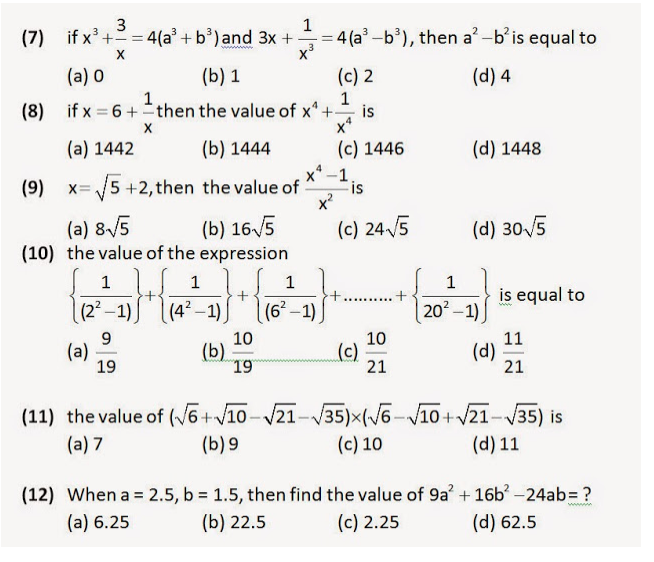 (7) if x³ + 3/x = 4(a³ + b³) and 3x + 1/x³ = 4(a³ – b³), then a² – b² is equal to
(a) 0 (b) 1 (c) 2 (d) 4
(8) if x = 6 + 1/x then the value of x⁴ + 1/x⁴ is
(a) 1442 (b) 1444 (c) 1446 (d) 1448
(9) x = √5 + 2, then the value of (x⁴ – 1)/x² is
(a) 8√5 (b) 16√5 (c) 24√5 (d) 30√5
(10) the value of the expression
{1/(2² – 1)} + {1/(4² – 1)} + {1/(6² – 1)} + .......... + {1/20² – 1)} is equal to
(a) 9/19 (b) 10/19 (c) 10/21 (d) 11/21
(11) the value of (√6 + √10 – √21 – √35) × (√6 – √10 + √21 – √35) is
(a) 7 (b) 9 (c) 10 (d) 11
(12) When a = 2.5, b = 1.5, then find the value of 9a² + 16b² – 24ab = ?
(a) 6.25 (b) 22.5 (c) 2.25 (d) 62.5